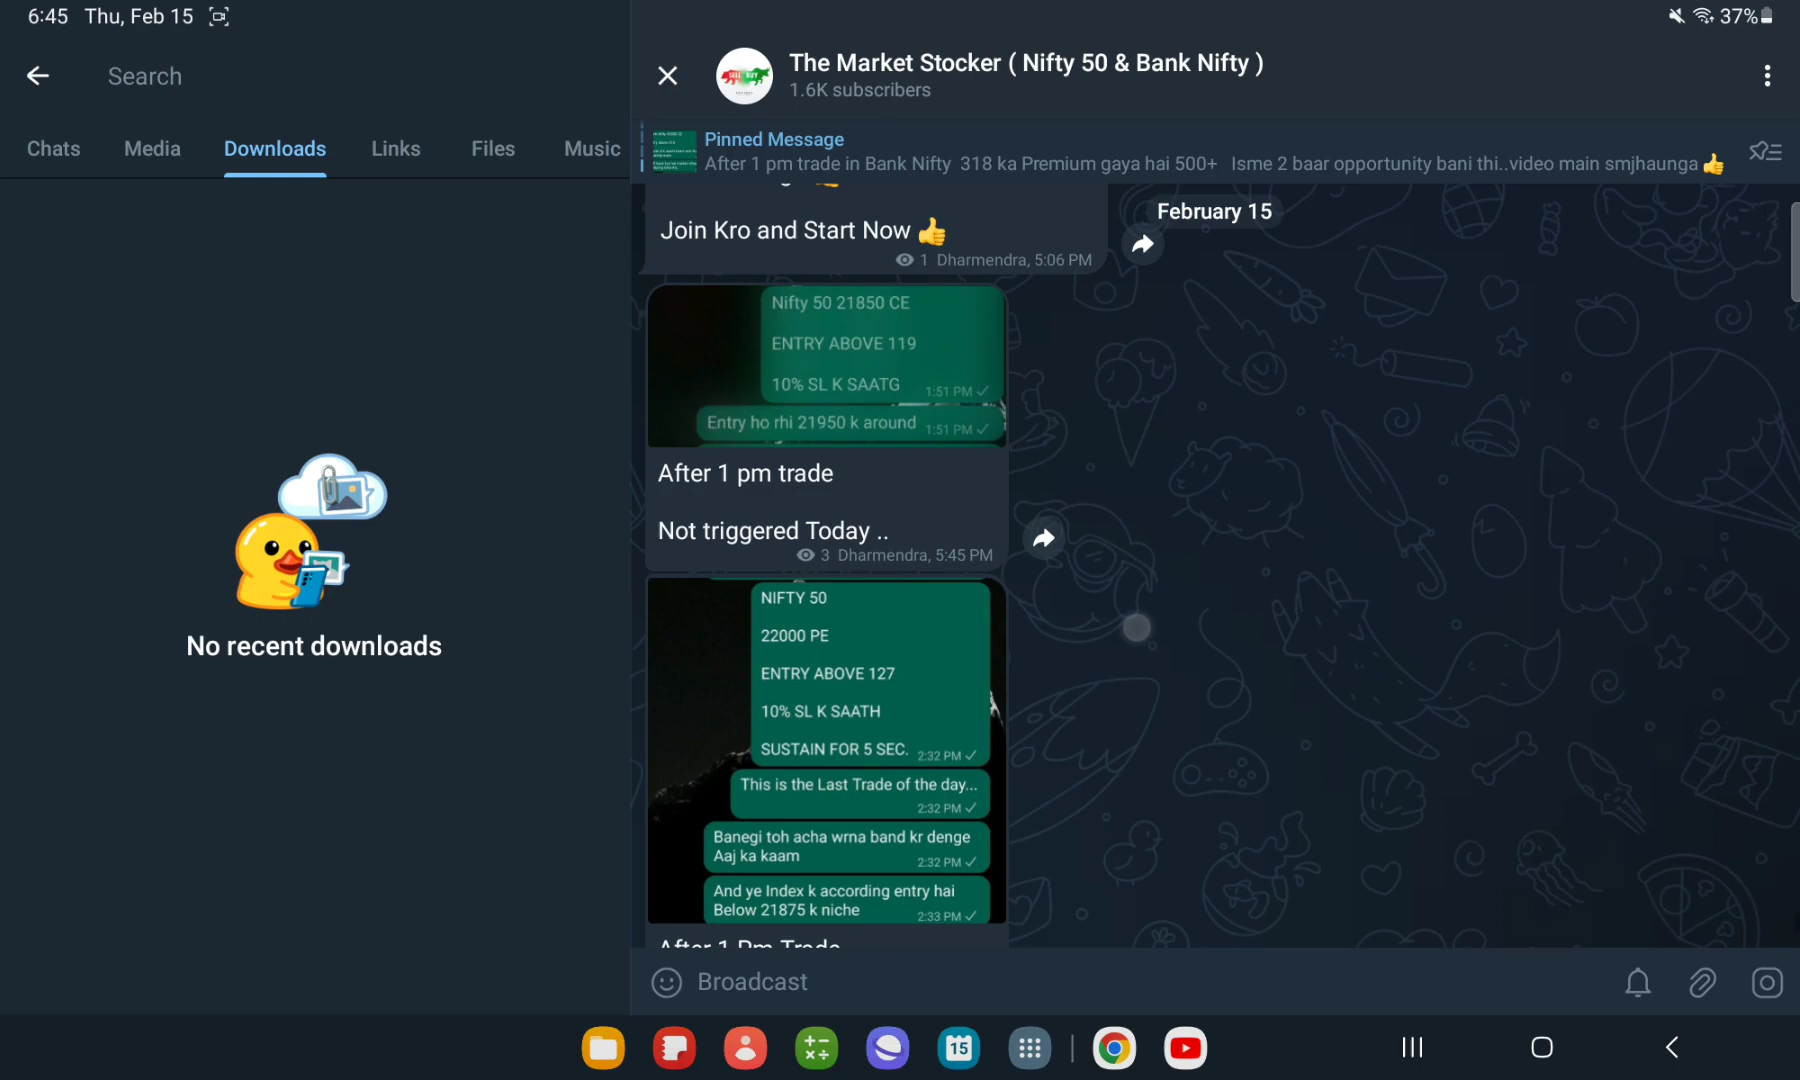 6:45 Thu, Feb 15
37%
Search
Chats Media Downloads Links Files Music
No recent downloads
SELL BUY
The Market Stocker ( Nifty 50 & Bank Nifty )
1.6K subscribers
Pinned Message
After 1 pm trade in Bank Nifty 318 ka Premium gaya hai 500+ Isme 2 baar opportunity bani thi..video main smjhaunga 👍
February 15
Join Kro and Start Now 👍
1 Dharmendra, 5:06 PM
Nifty 50 21850 CE
ENTRY ABOVE 119
10% SL K SAATG 1:51 PM
Entry ho rhi 21950 k around 1:51 PM
After 1 pm trade
Not triggered Today ..
3 Dharmendra, 5:45 PM
NIFTY 50
22000 PE
ENTRY ABOVE 127
10% SL K SAATH
SUSTAIN FOR 5 SEC. 2:32 PM
This is the Last Trade of the day...
2:32 PM
Banegi toh acha wrna band kr denge
Aaj ka kaam 2:32 PM
And ye Index k according entry hai
Below 21875 k niche 2:33 PM
After 1 Pm Trade
Broadcast
15